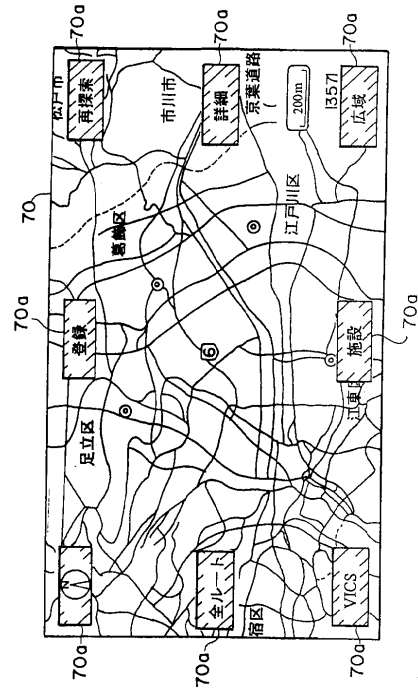 70a
70
70a
松戸市
再探索
登録
N
70a
足立区
葛飾区
市川市
70a
詳細
6
全ルート
70a
京葉道路
江戸川区
200m
宿区
13571
広域
70a
施設
70a
江東
VICS
70a